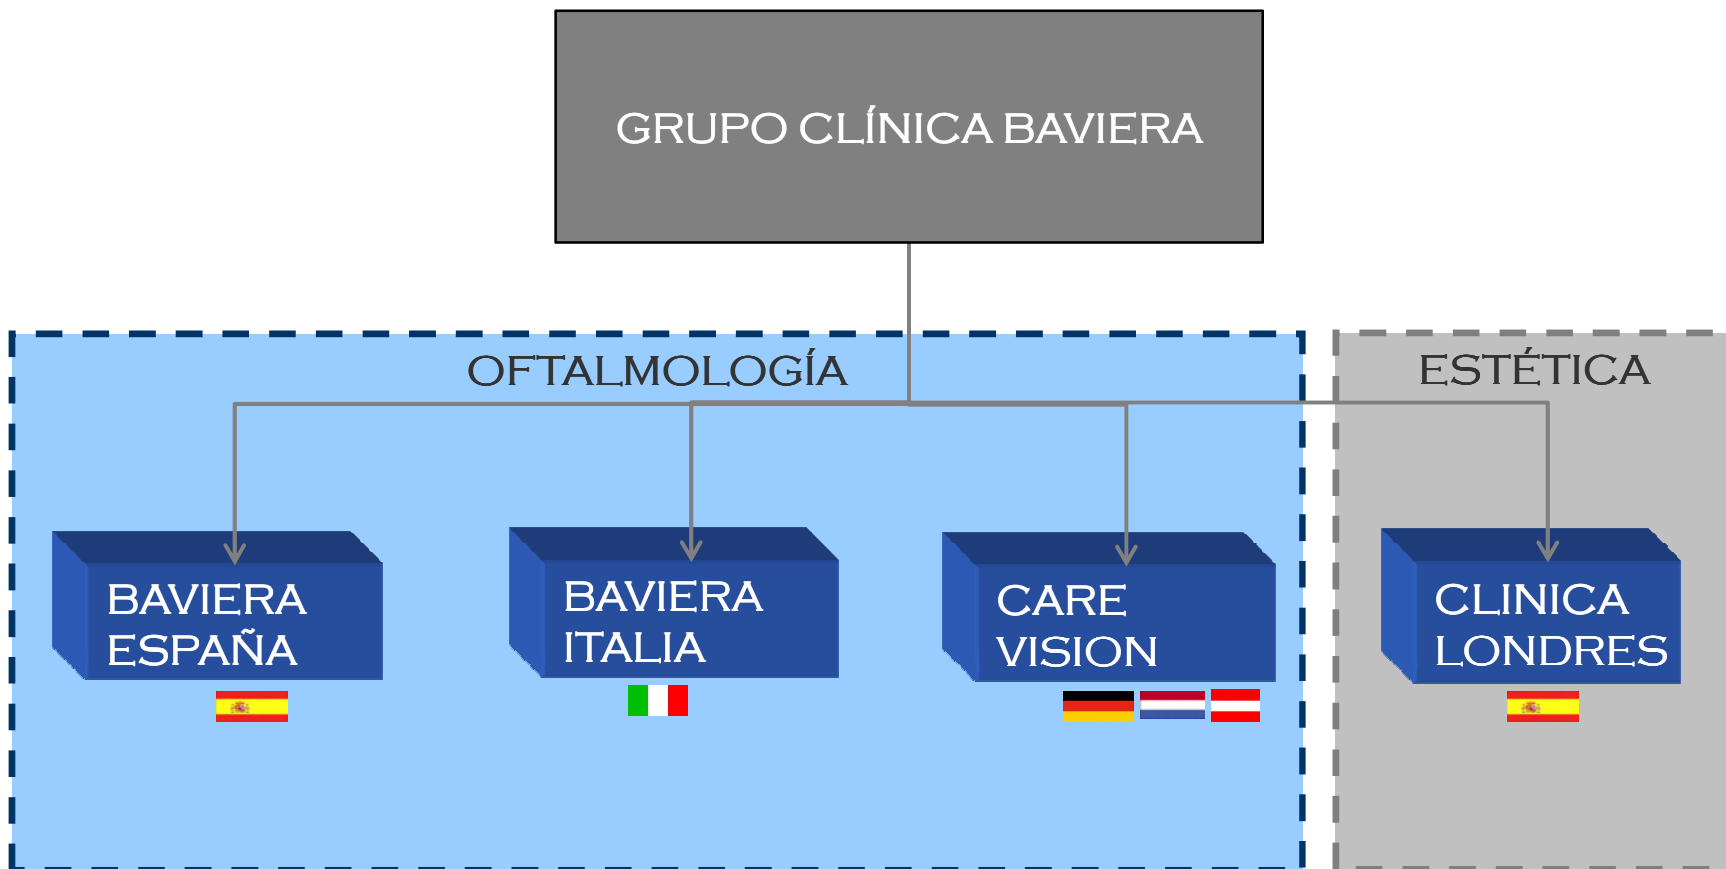 GRUPO CLÍNICA BAVIERA
OFTALMOLOGÍA
ESTÉTICA
BAVIERA
ESPAÑA
BAVIERA
ITALIA
CARE
VISION
CLINICA
LONDRES